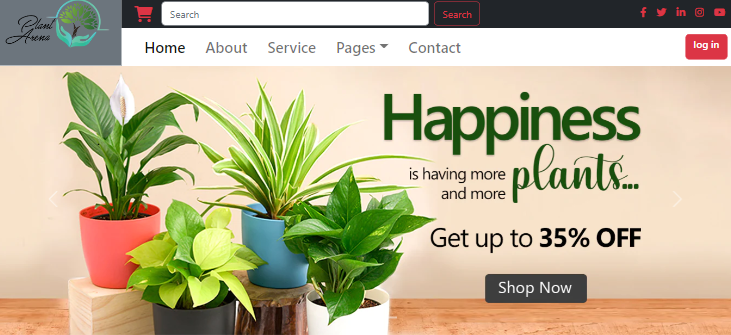 Plant
Arena
Search
Search
Home
About
Service
Pages
Contact
log in
Happiness
is having more
and more
plants...
Get up to 35% OFF
Shop Now